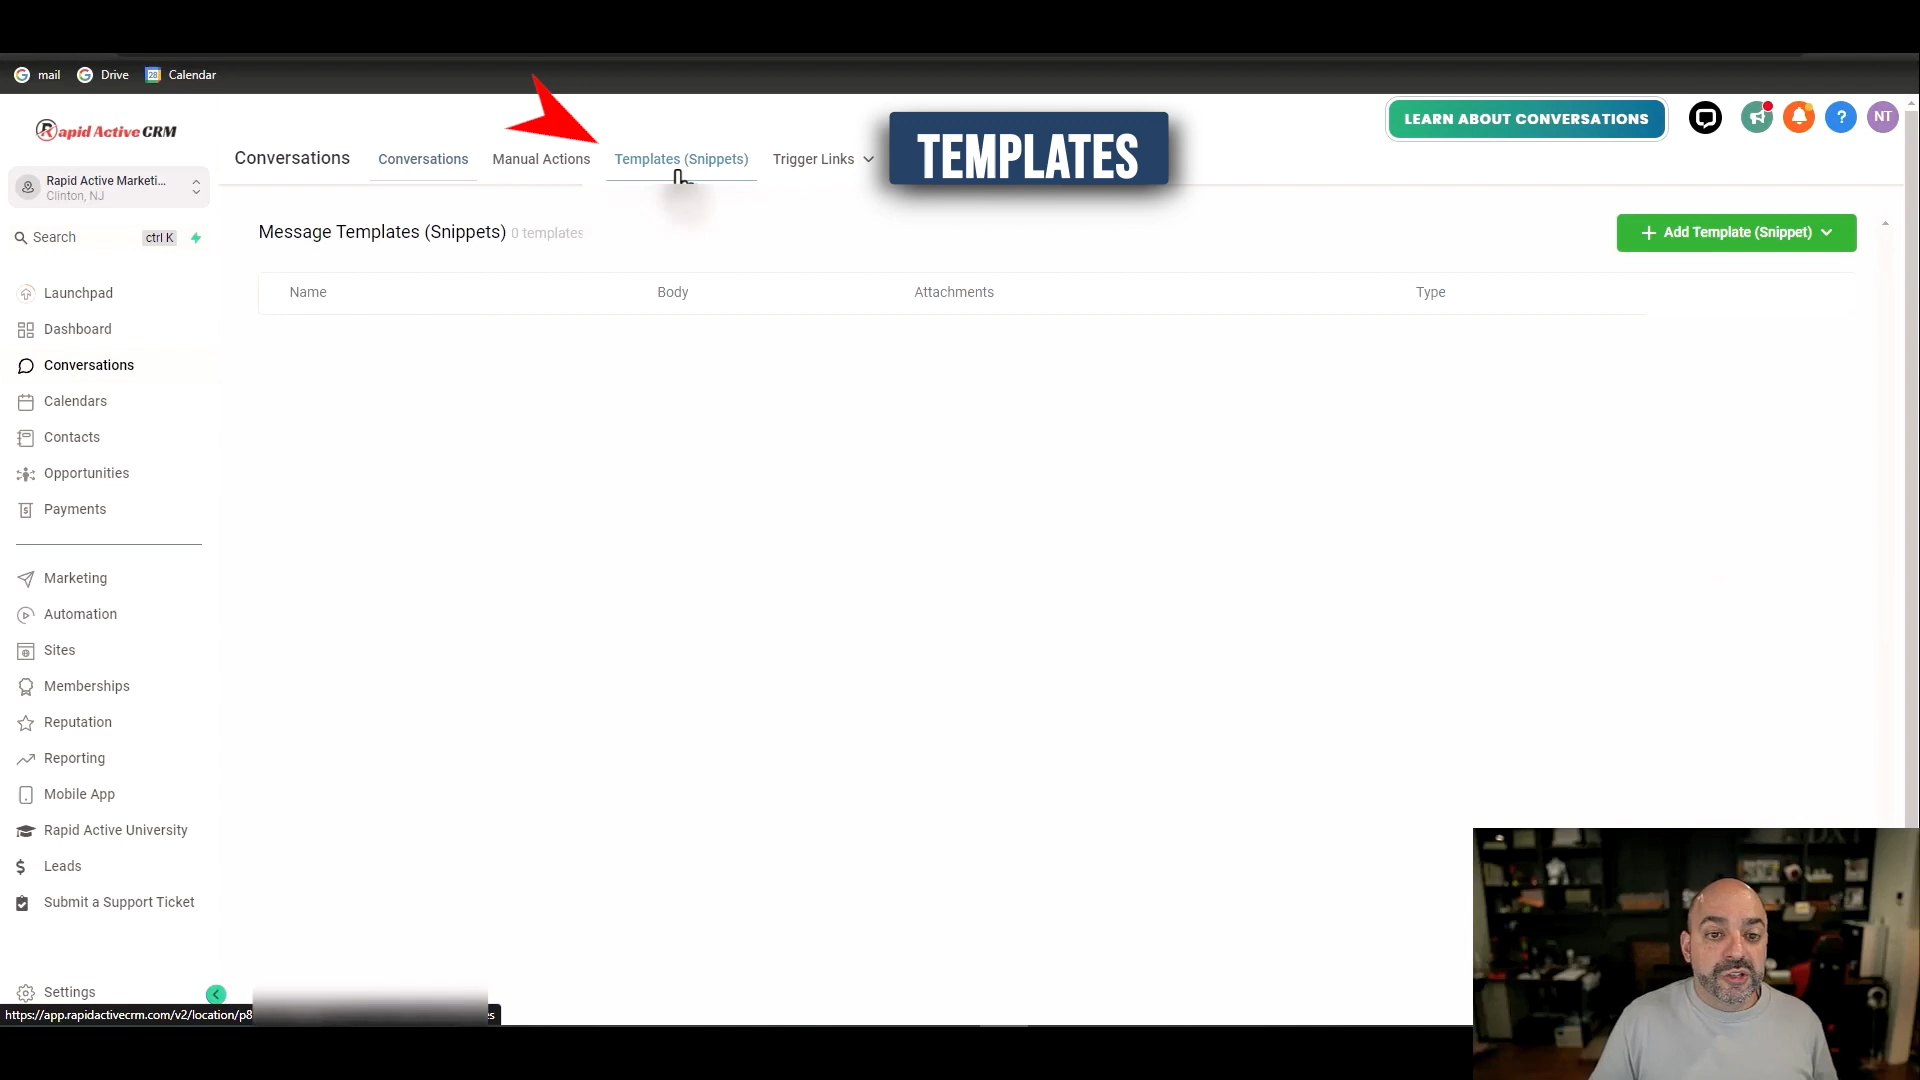 mail
Drive
28
Calendar
Rapid Active CRM
Conversations
Conversations
Manual Actions
Templates (Snippets)
Trigger Links
TEMPLATES
LEARN ABOUT CONVERSATIONS
?
NT
Rapid Active Marketi...
Clinton, NJ
Search
ctrl K
Message Templates (Snippets)
0 templates
+ Add Template (Snippet)
Name
Body
Attachments
Type
Launchpad
Dashboard
Conversations
Calendars
Contacts
Opportunities
Payments
Marketing
Automation
Sites
Memberships
Reputation
Reporting
Mobile App
Rapid Active University
Leads
Submit a Support Ticket
Settings
https://app.rapidactivecrm.com/v2/location/p8
es